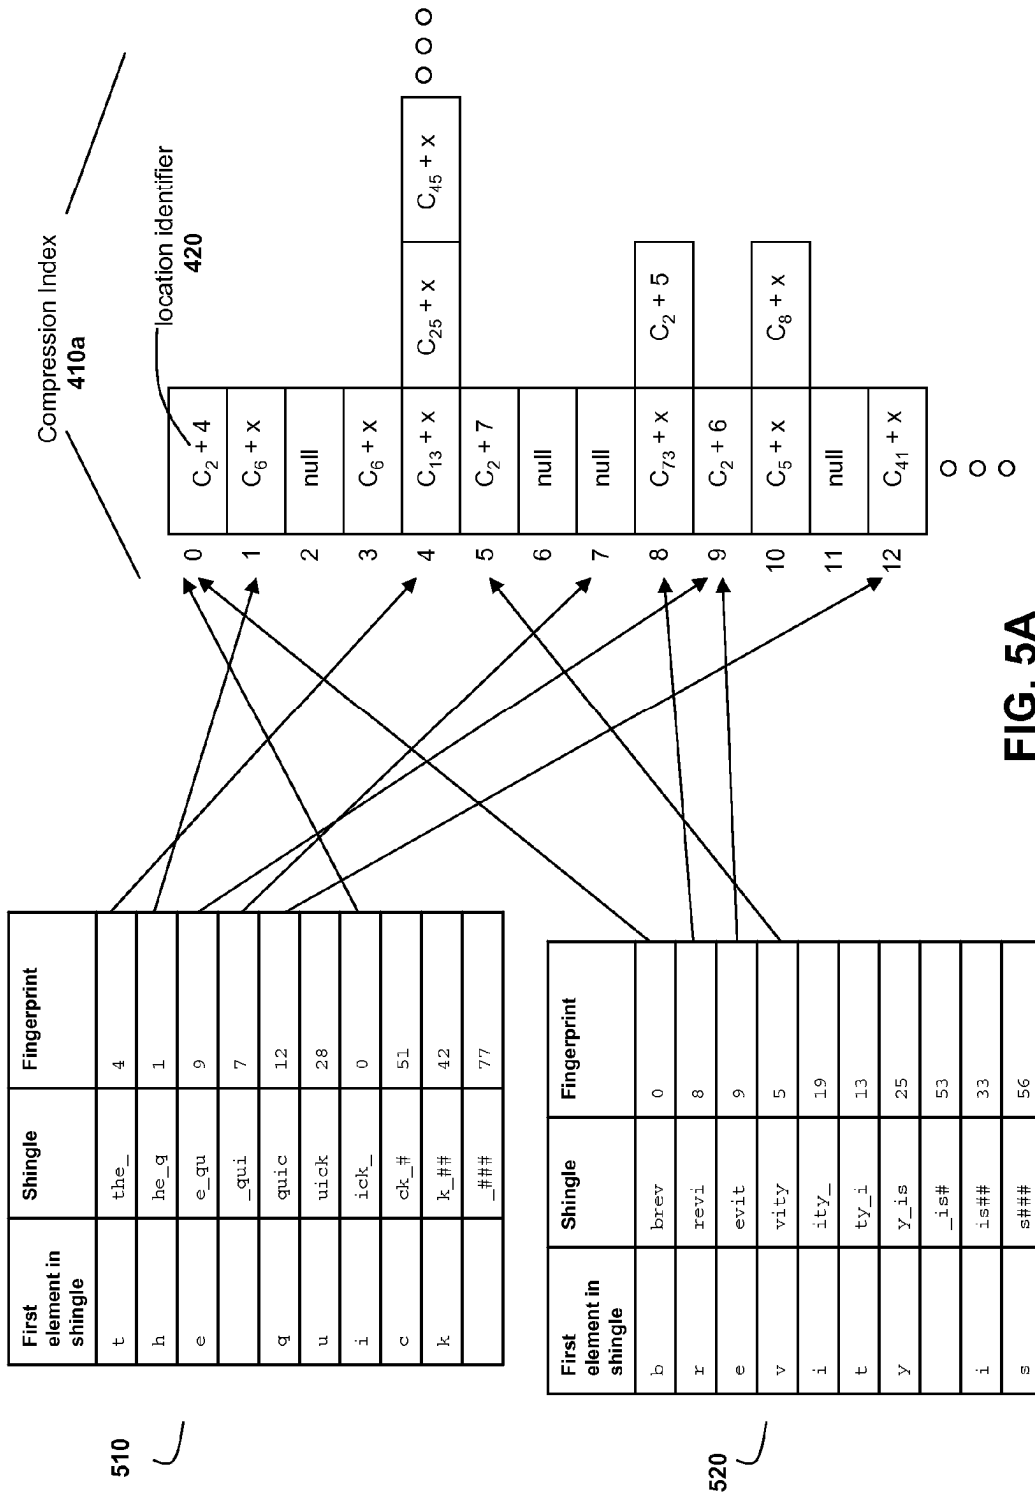 Compression Index
410a
location identifier
420
510
First element in shingle | Shingle | Fingerprint
t | the_ | 4
h | he_q | 1
e | e_qu | 9
 | _qui | 7
q | quic | 12
u | uick | 28
i | ick_ | 0
c | ck_# | 51
k | k_## | 42
 | _### | 77
520
First element in shingle | Shingle | Fingerprint
b | brev | 0
r | revi | 8
e | evit | 9
v | vity | 5
i | ity_ | 19
t | ty_i | 13
y | y_is | 25
 | _is# | 53
i | is## | 33
s | s### | 56
0 C₂ + 4
1 C₆ + x
2 null
3 C₆ + x
4 C₁₃ + x C₂₅ + x C₄₅ + x
5 C₂ + 7
6 null
7 null
8 C₇₃ + x C₂ + 5
9 C₂ + 6
10 C₅ + x C₈ + x
11 null
12 C₄₁ + x
FIG. 5A